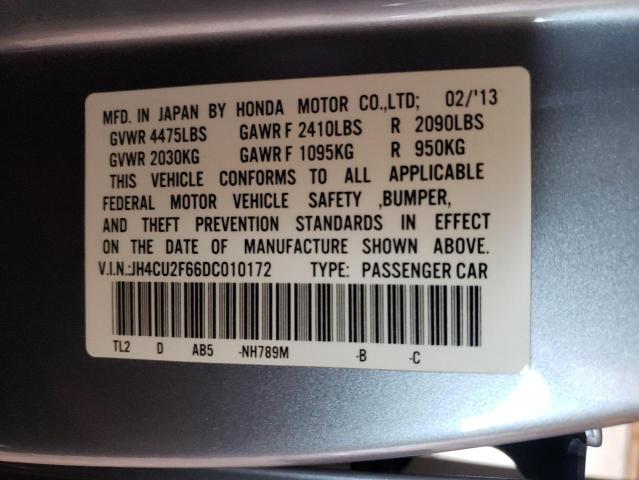 MFD. IN JAPAN BY HONDA MOTOR CO.,LTD; 02/'13
GVWR 4475LBS GAWR F 2410LBS R 2090LBS
GVWR 2030KG GAWR F 1095KG R 950KG
THIS VEHICLE CONFORMS TO ALL APPLICABLE
FEDERAL MOTOR VEHICLE SAFETY ,BUMPER,
AND THEFT PREVENTION STANDARDS IN EFFECT
ON THE DATE OF MANUFACTURE SHOWN ABOVE.
V.I.N.:JH4CU2F66DC010172 TYPE: PASSENGER CAR
TL2 D AB5 -NH789M -B -C